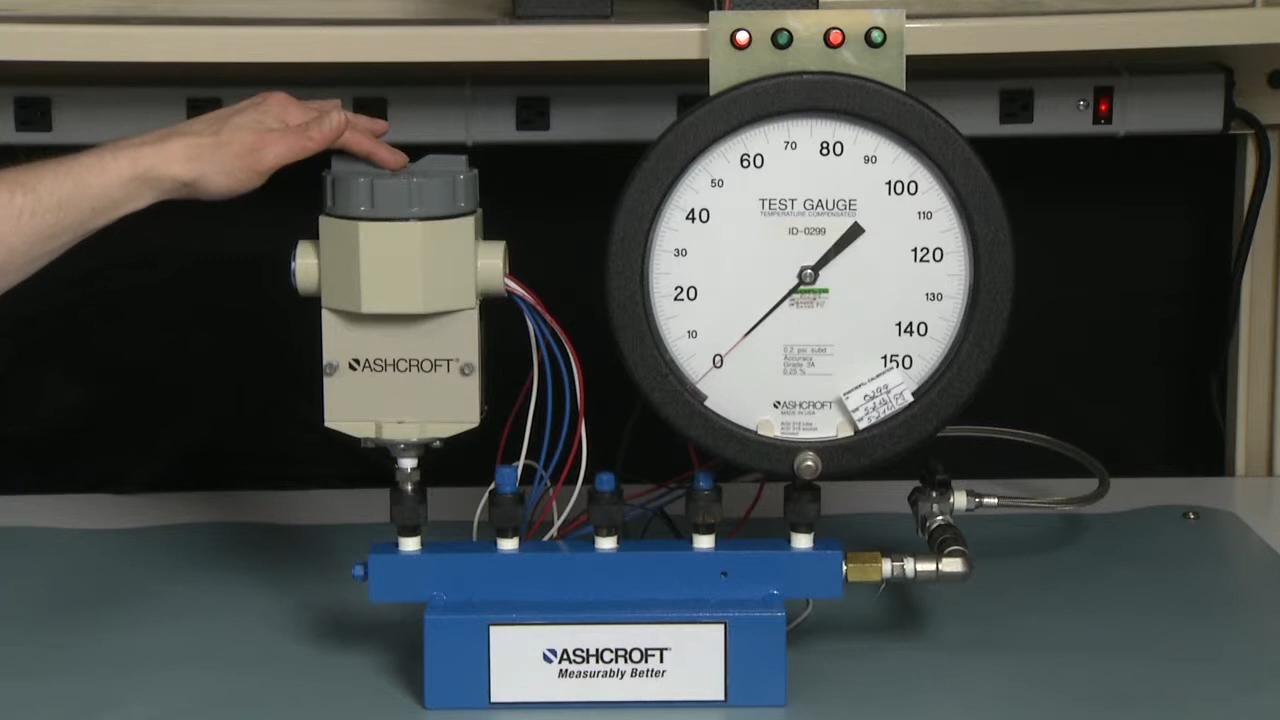 60
70
80
90
50
100
40
110
30
120
20
130
10
140
0
150
TEST GAUGE
TEMPERATURE COMPENSATED
ID-0299
0.2 psi subd
Accuracy
Grade 3A
0.25 %
ASHCROFT
MADE IN USA
0299
ASHCROFT®
ASHCROFT
Measurably Better